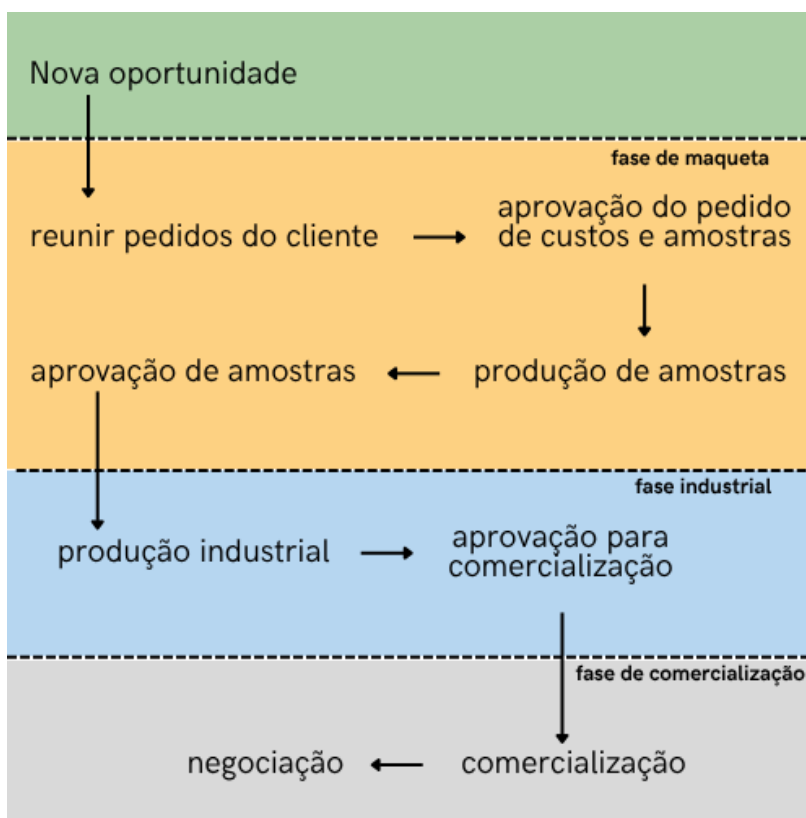 Nova oportunidade
fase de maqueta
reunir pedidos do cliente
aprovação do pedido
de custos e amostras
aprovação de amostras
produção de amostras
fase industrial
produção industrial
aprovação para
comercialização
fase de comercialização
negociação
comercialização